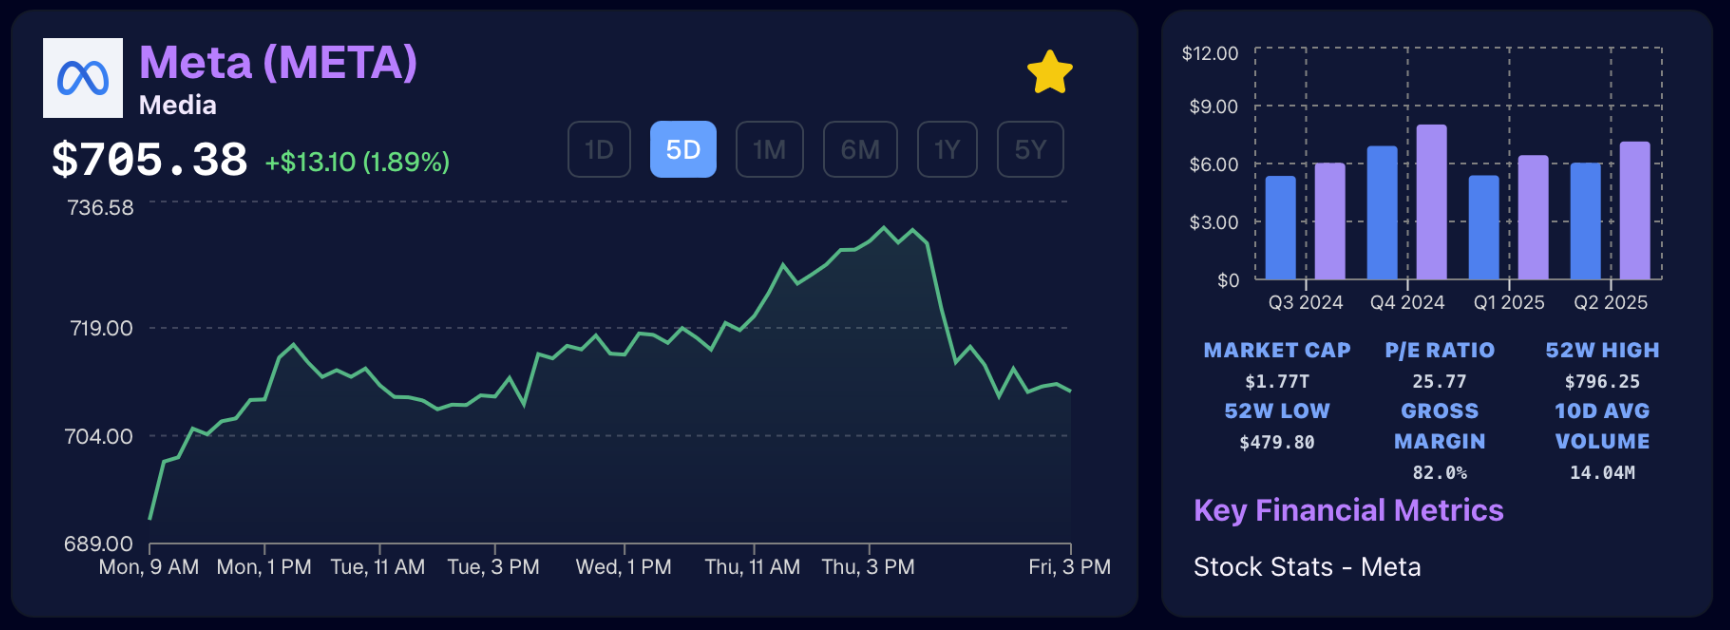 Meta (META)
Media
$705.38 +$13.10 (1.89%)
1D 5D 1M 6M 1Y 5Y
736.58
719.00
704.00
689.00
Mon, 9 AM Mon, 1 PM Tue, 11 AM Tue, 3 PM Wed, 1 PM Thu, 11 AM Thu, 3 PM Fri, 3 PM
$12.00
$9.00
$6.00
$3.00
$0
Q3 2024 Q4 2024 Q1 2025 Q2 2025
MARKET CAP
$1.77T
P/E RATIO
25.77
52W HIGH
$796.25
52W LOW
$479.80
GROSS
MARGIN
82.0%
10D AVG
VOLUME
14.04M
Key Financial Metrics
Stock Stats - Meta